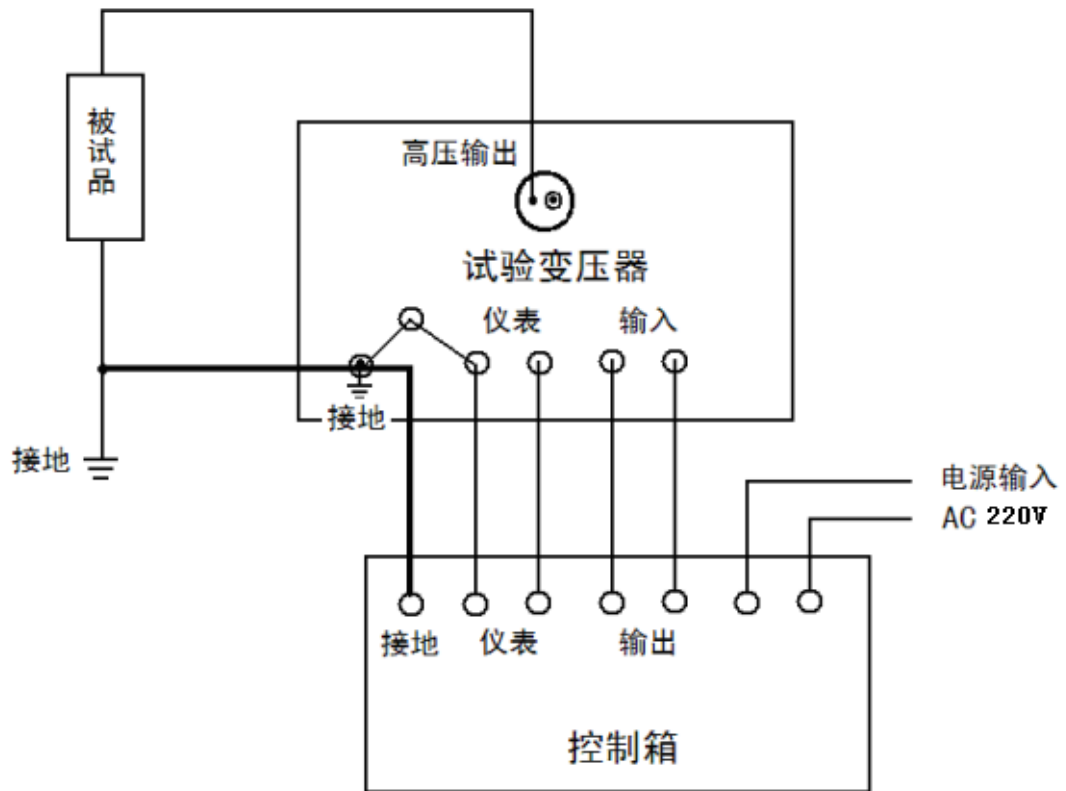 被试品
高压输出
试验变压器
仪表
输入
接地
接地
电源输入
AC 220V
接地
仪表
输出
控制箱